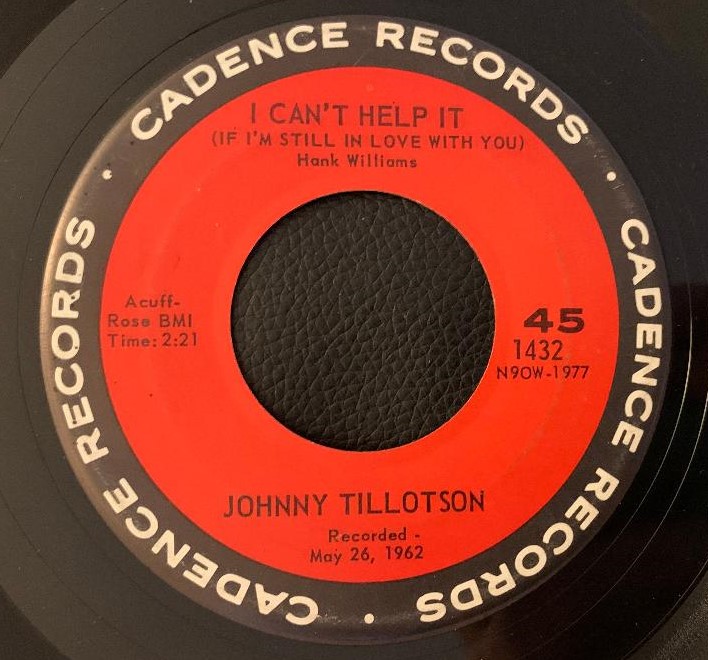 CADENCE RECORDS • CADENCE RECORDS • CADENCE RECORDS •
I CAN'T HELP IT
(IF I'M STILL IN LOVE WITH YOU)
Hank Williams
Acuff-
Rose BMI
Time: 2:21
45
1432
N9OW-1977
JOHNNY TILLOTSON
Recorded -
May 26, 1962